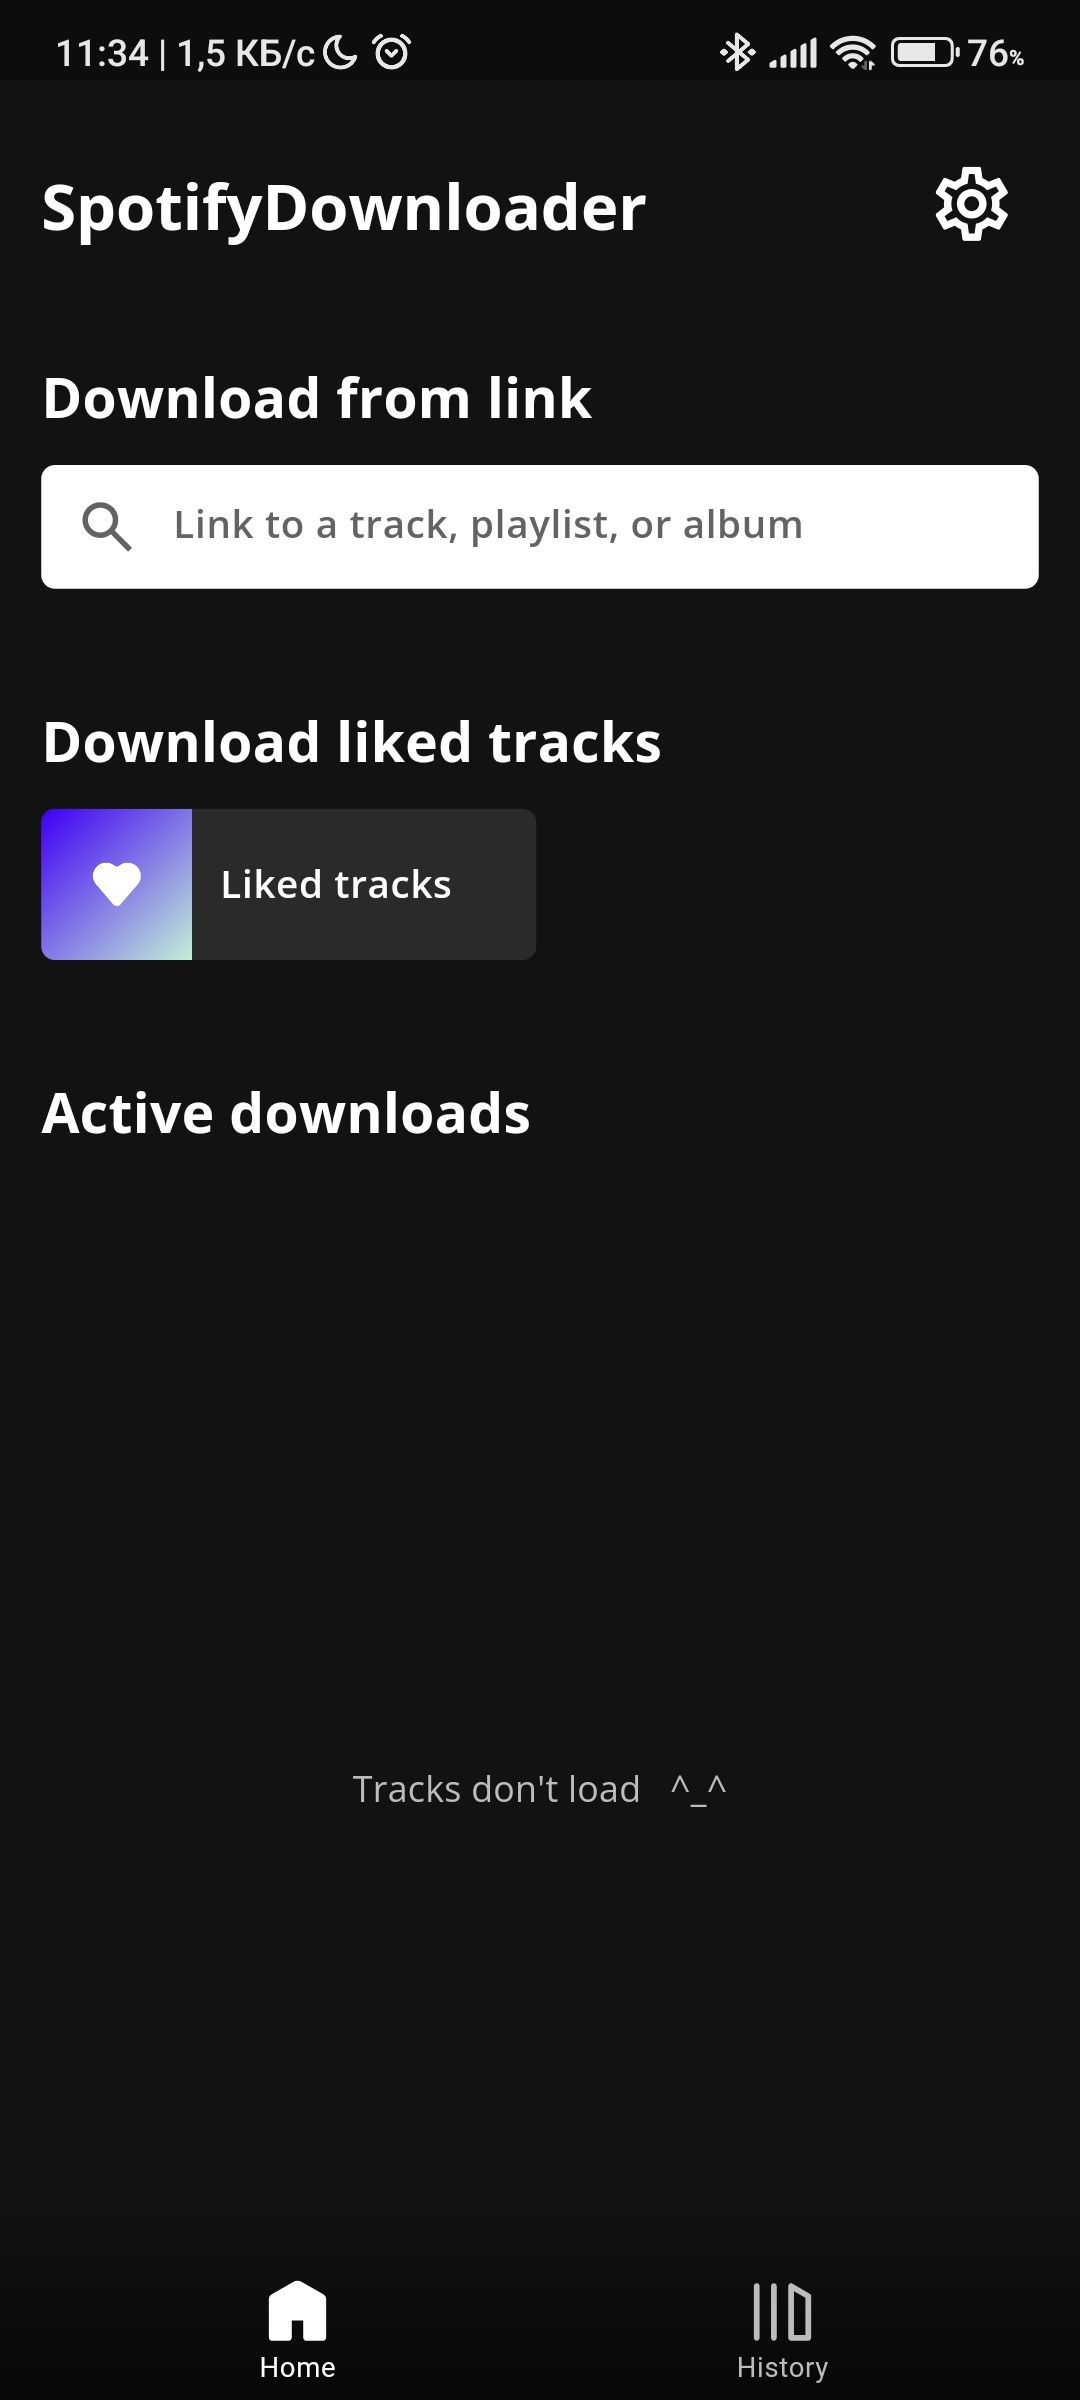 11:34 | 1,5 КБ/с 76%
SpotifyDownloader
Download from link
Link to a track, playlist, or album
Download liked tracks
Liked tracks
Active downloads
Tracks don't load ^_^
Home History